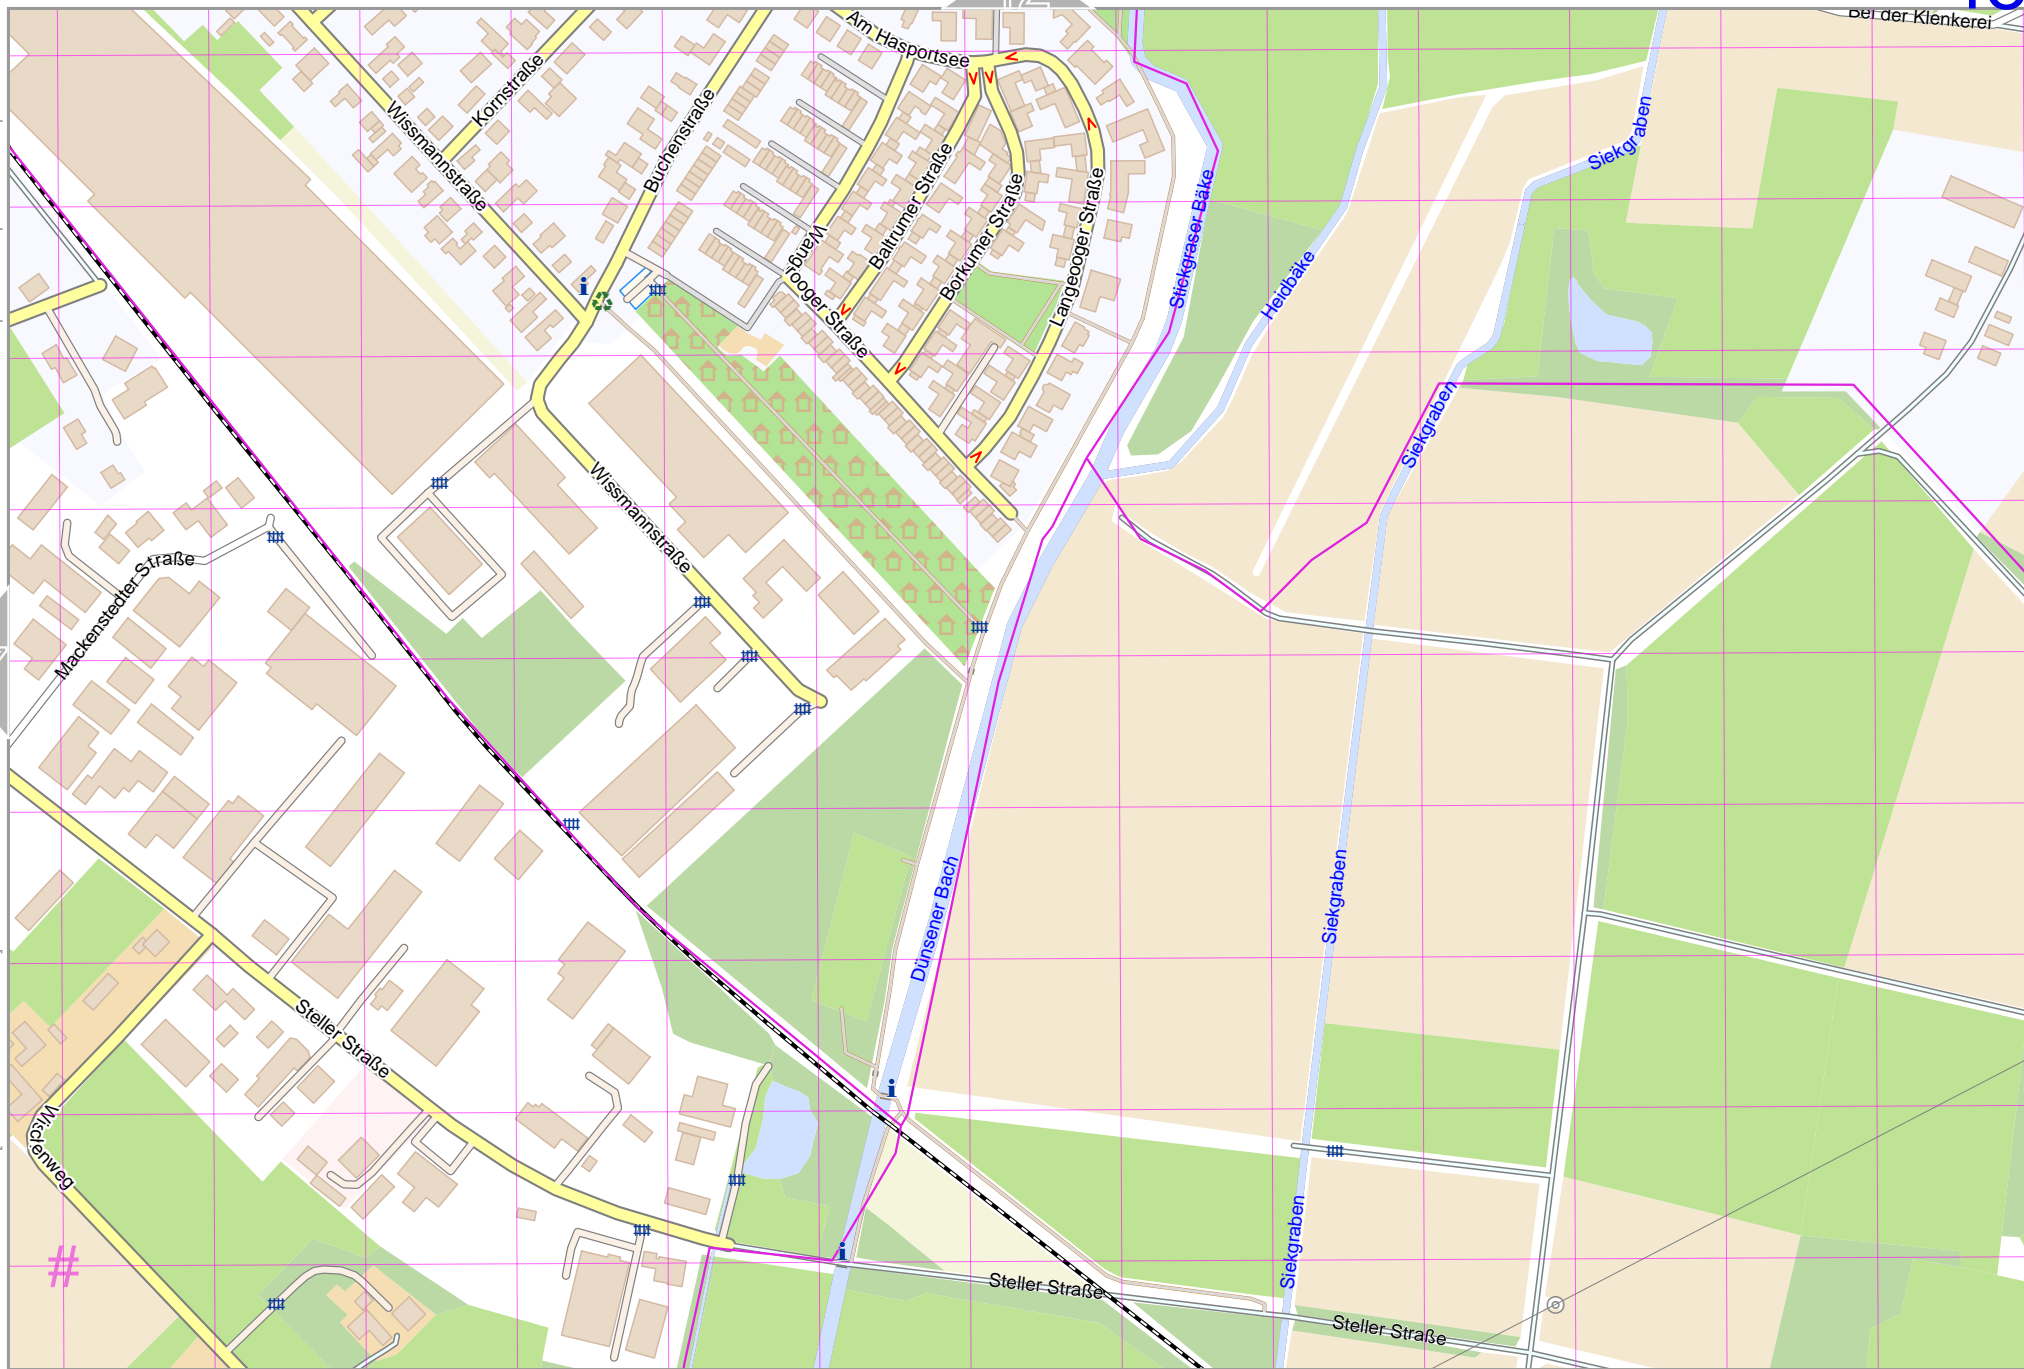 Bei der Klenkerei
Am Hasportsee
Kornstraße
Wissmannstraße
Buchenstraße
Wangerooger Straße
Baltrumer Straße
Borkumer Straße
Langeooger Straße
Stickgraser Bäke
Heidbäke
Siekgraben
Siekgraben
Wissmannstraße
Mackenstedter Straße
Dünsener Bach
Siekgraben
Steller Straße
Wischenweg
Siekgraben
Steller Straße
Steller Straße
#